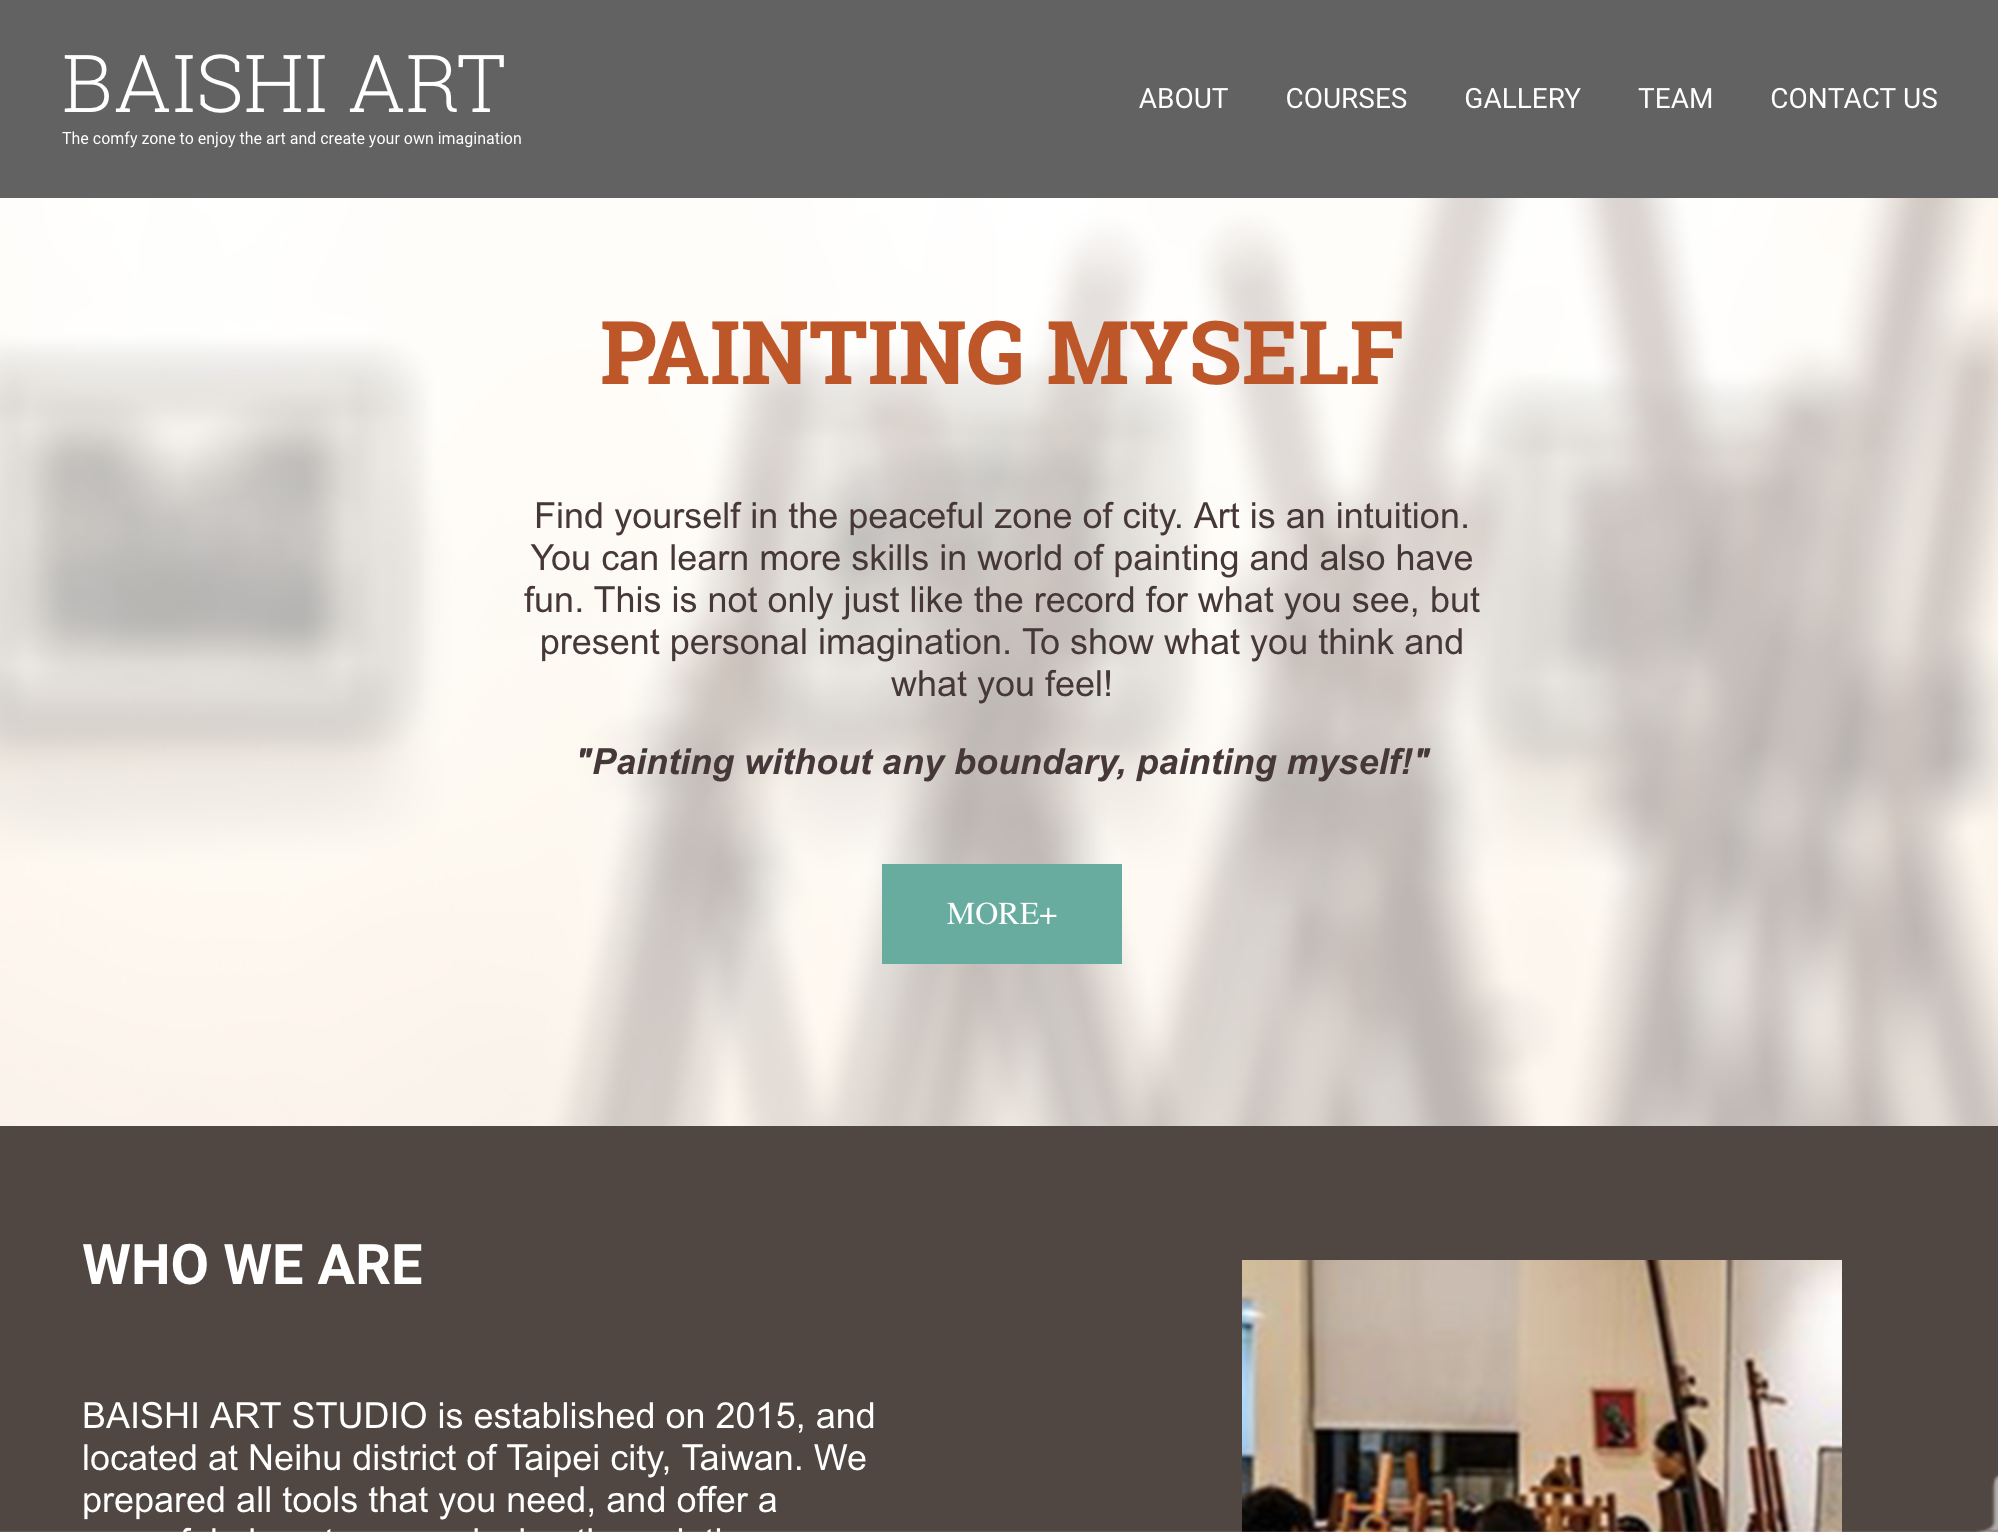 BAISHI ART
The comfy zone to enjoy the art and create your own imagination
ABOUT COURSES GALLERY TEAM CONTACT US
PAINTING MYSELF
Find yourself in the peaceful zone of city. Art is an intuition.
You can learn more skills in world of painting and also have
fun. This is not only just like the record for what you see, but
present personal imagination. To show what you think and
what you feel!
"Painting without any boundary, painting myself!"
MORE+
WHO WE ARE
BAISHI ART STUDIO is established on 2015, and
located at Neihu district of Taipei city, Taiwan. We
prepared all tools that you need, and offer a